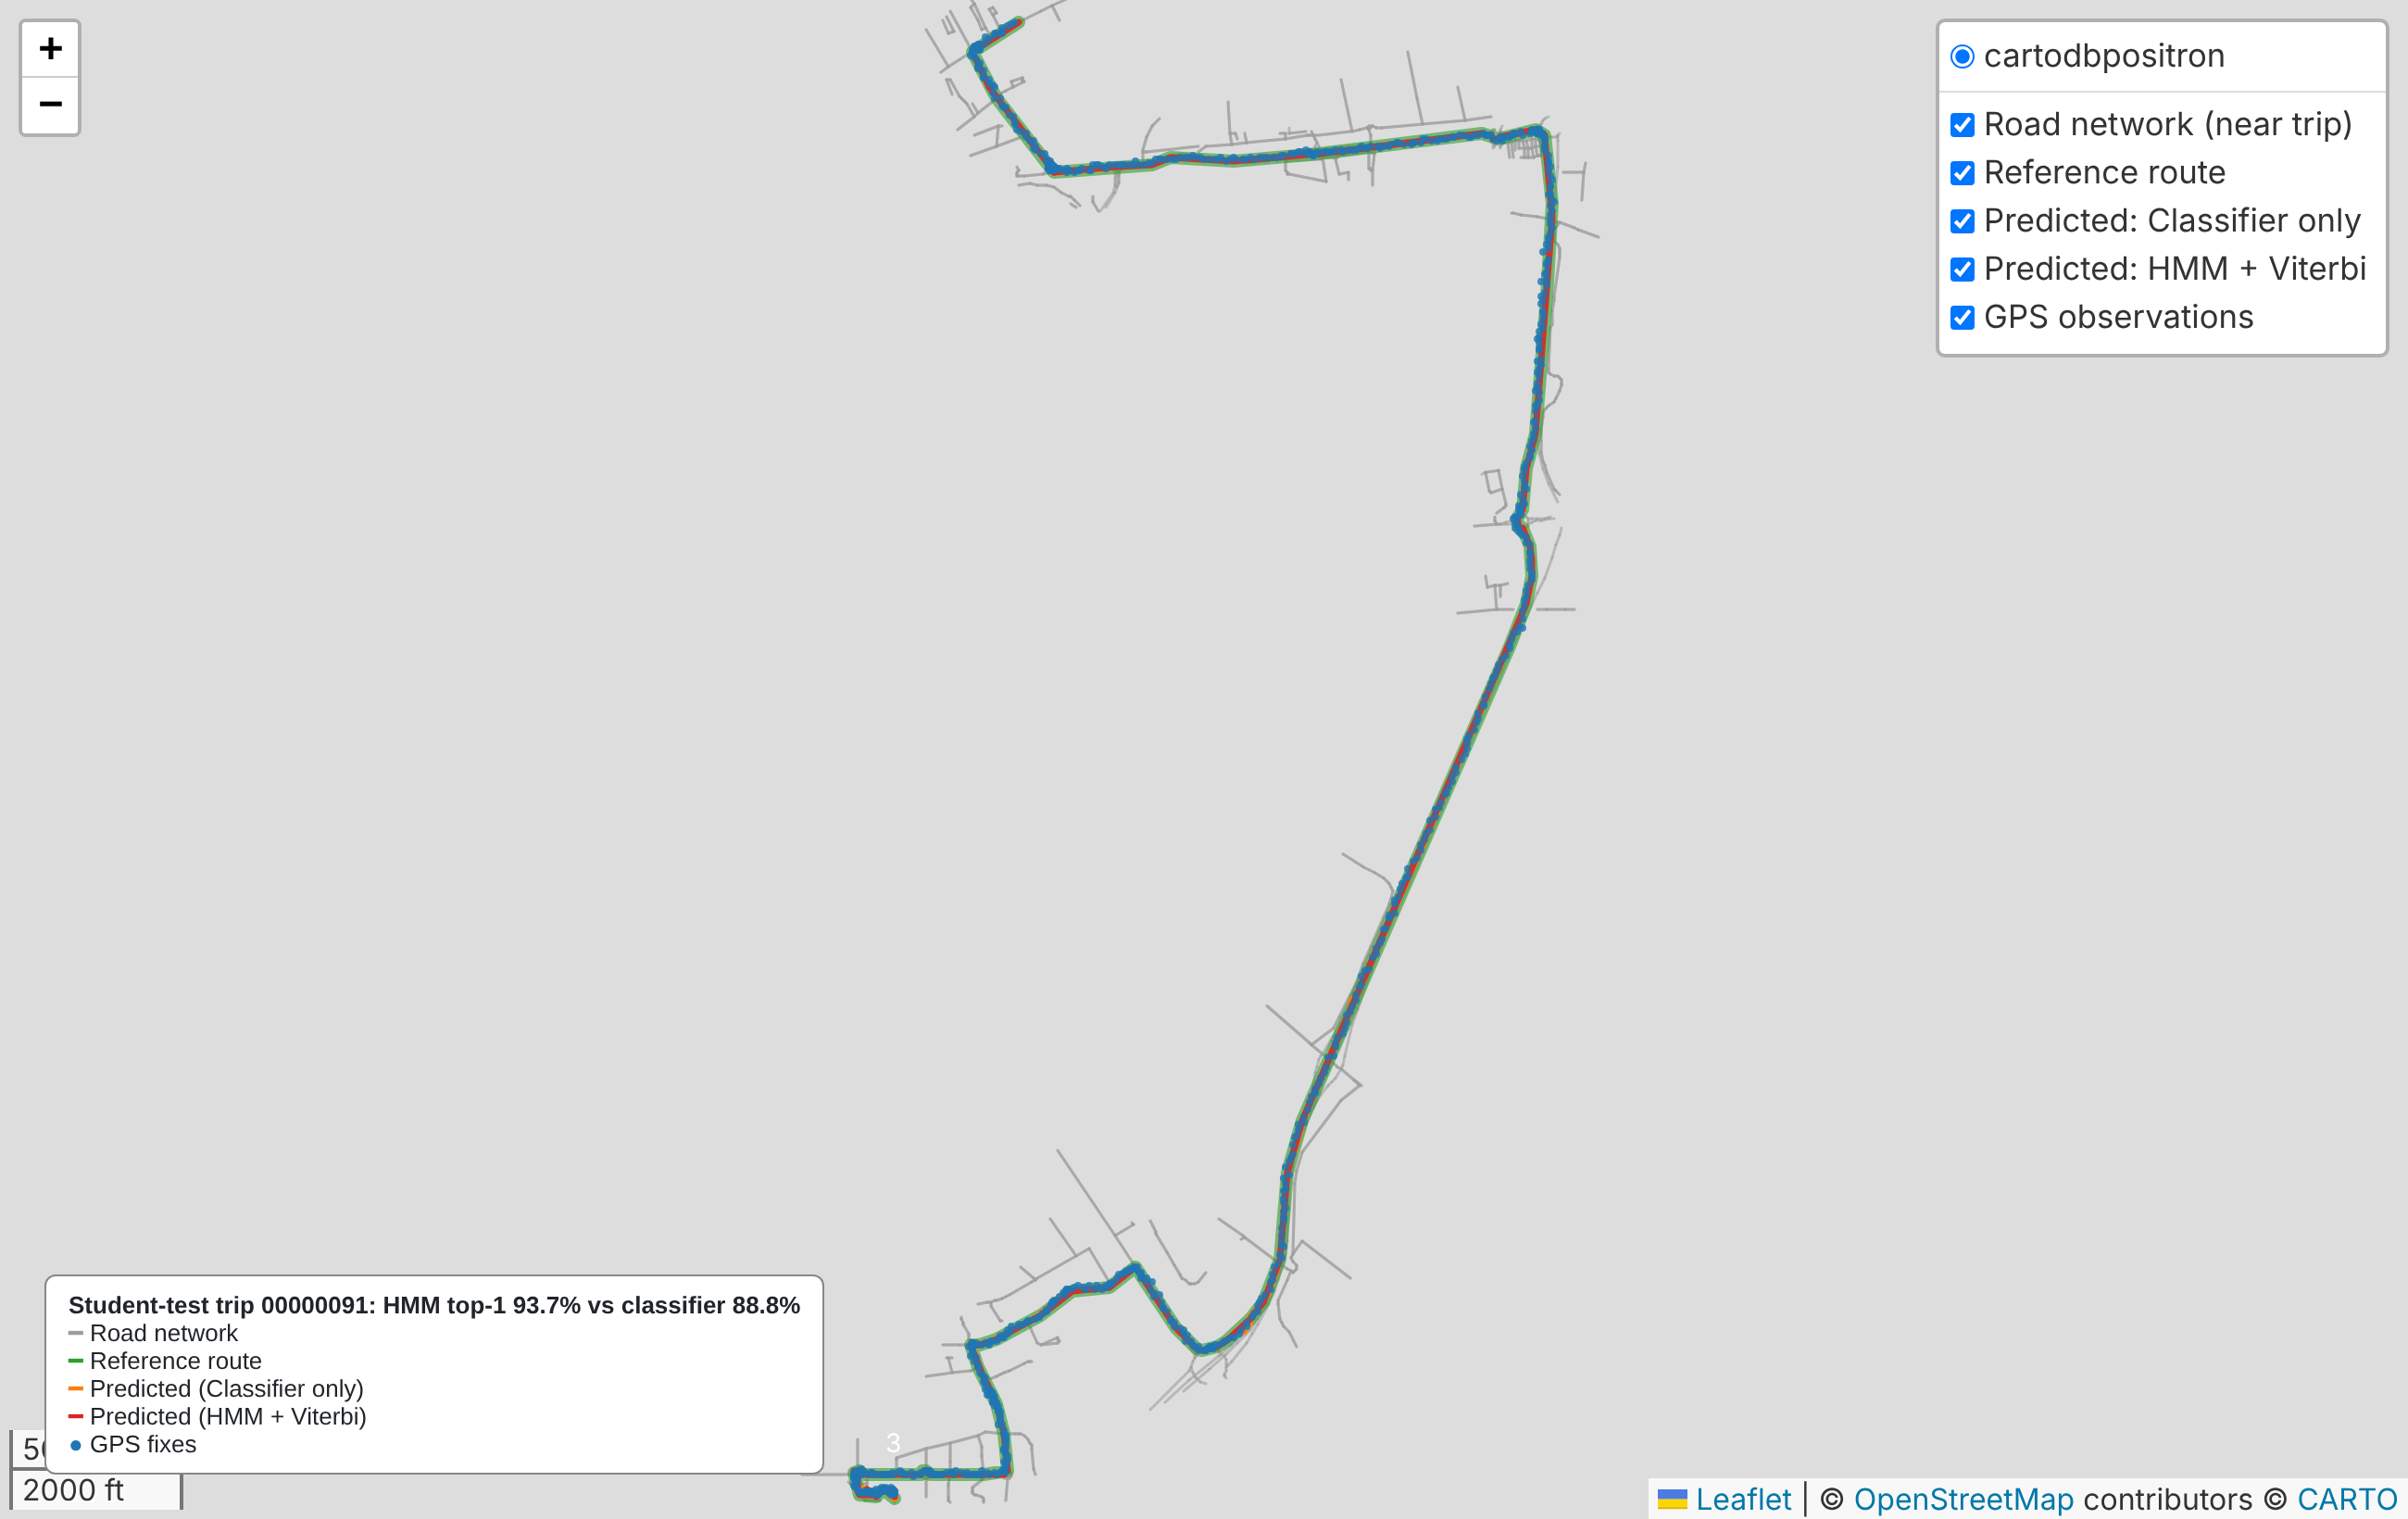 +
−
cartodbpositron
Road network (near trip)
Reference route
Predicted: Classifier only
Predicted: HMM + Viterbi
GPS observations
Student-test trip 00000091: HMM top-1 93.7% vs classifier 88.8%
Road network
Reference route
Predicted (Classifier only)
Predicted (HMM + Viterbi)
GPS fixes
3
2000 ft
Leaflet | © OpenStreetMap contributors © CARTO